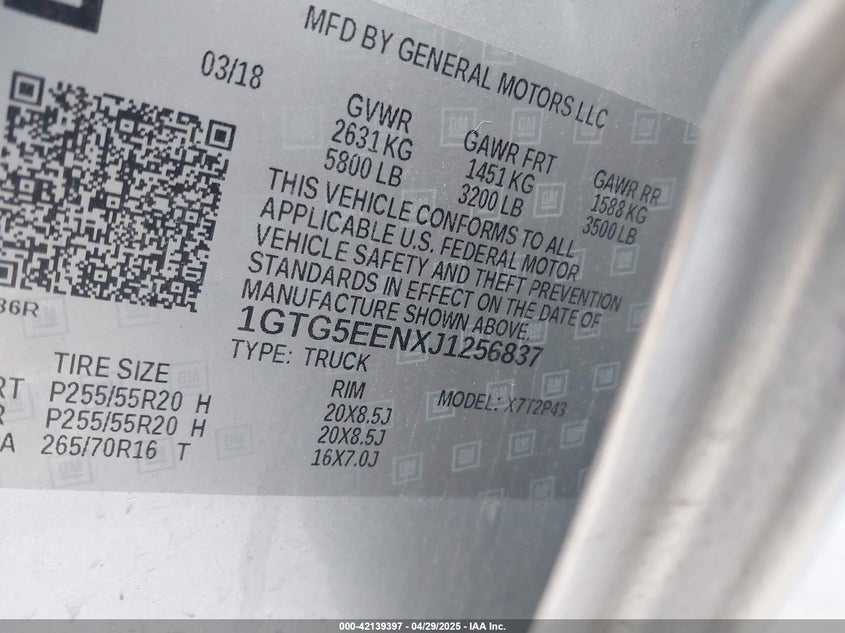 MFD BY GENERAL MOTORS LLC
03/18
GVWR
2631 KG
5800 LB
GAWR FRT
1451 KG
3200 LB
GAWR RR
1588 KG
3500 LB
THIS VEHICLE CONFORMS TO ALL
APPLICABLE U.S. FEDERAL MOTOR
VEHICLE SAFETY AND THEFT PREVENTION
STANDARDS IN EFFECT ON THE DATE OF
MANUFACTURE SHOWN ABOVE.
1GTG5EENXJ1256837
TYPE: TRUCK
MODEL: X7T2P43
86R
TIRE SIZE RIM
RT P255/55R20 H 20X8.5J
R P255/55R20 H 20X8.5J
A 265/70R16 T 16X7.0J
GM
000-42139397 - 04/29/2025 - IAA Inc.